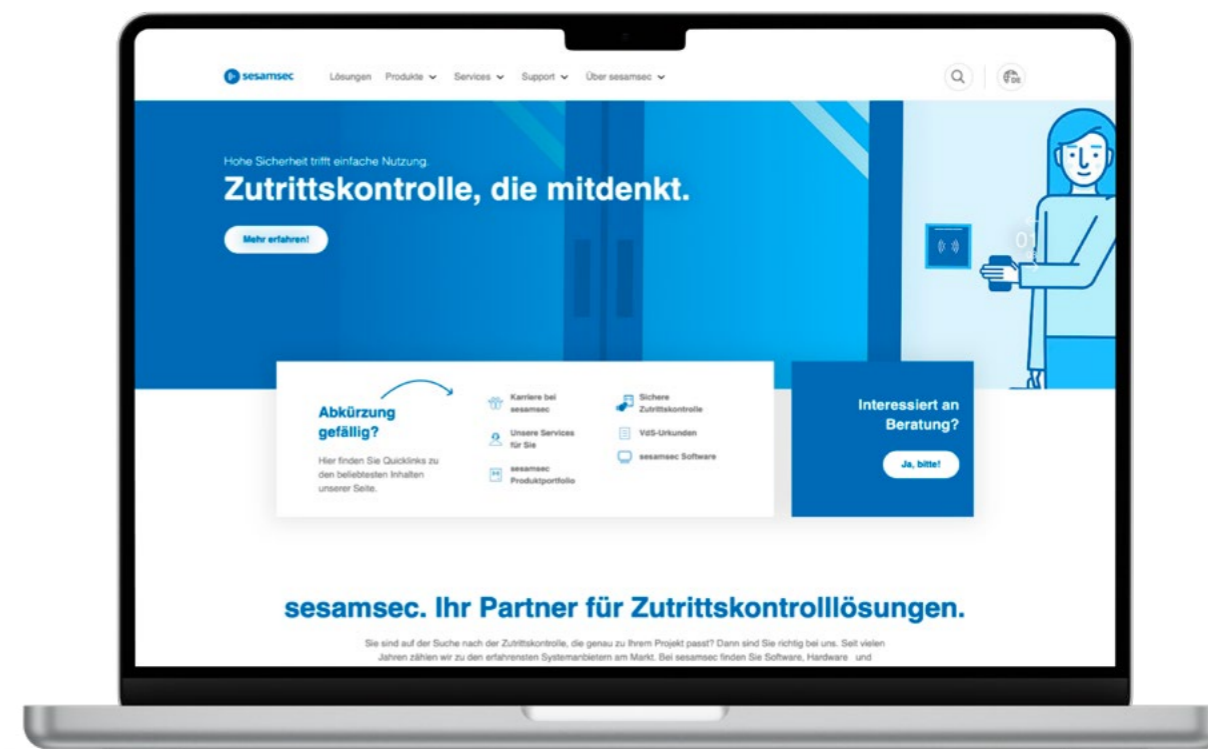 sesamsec
Lösungen Produkte Services Support Über sesamsec
DE
Hohe Sicherheit trifft einfache Nutzung.
Zutrittskontrolle, die mitdenkt.
Mehr erfahren!
01
Abkürzung
gefällig?
Hier finden Sie Quicklinks zu
den beliebtesten Inhalten
unserer Seite.
Karriere bei
sesamsec
Unsere Services
für Sie
sesamsec
Produktportfolio
Sichere
Zutrittskontrolle
VdS-Urkunden
sesamsec Software
Interessiert an
Beratung?
Ja, bitte!
sesamsec. Ihr Partner für Zutrittskontrolllösungen.
Sie sind auf der Suche nach der Zutrittskontrolle, die genau zu Ihrem Projekt passt? Dann sind Sie richtig bei uns. Seit vielen
Jahren zählen wir zu den erfahrensten Systemanbietern am Markt. Bei sesamsec finden Sie Software, Hardware und